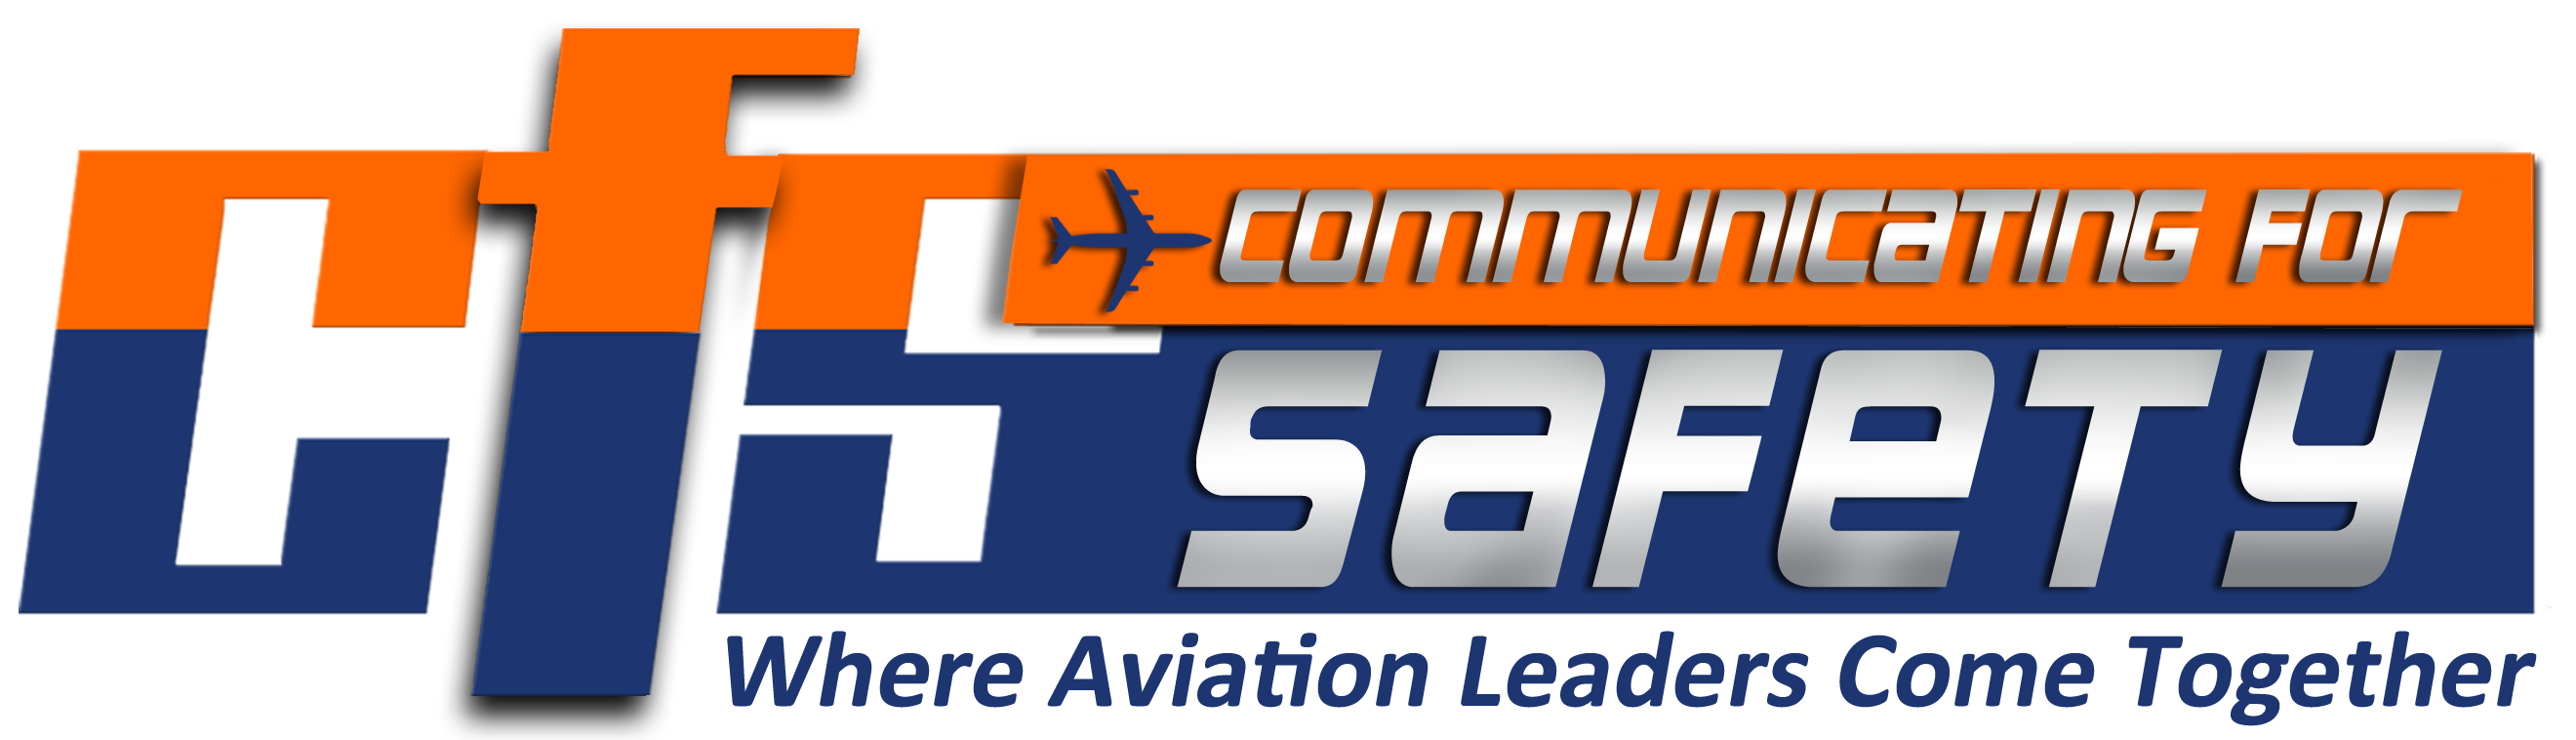 cfs
COMMUNICATING FOR
SAFETY
Where Aviation Leaders Come Together